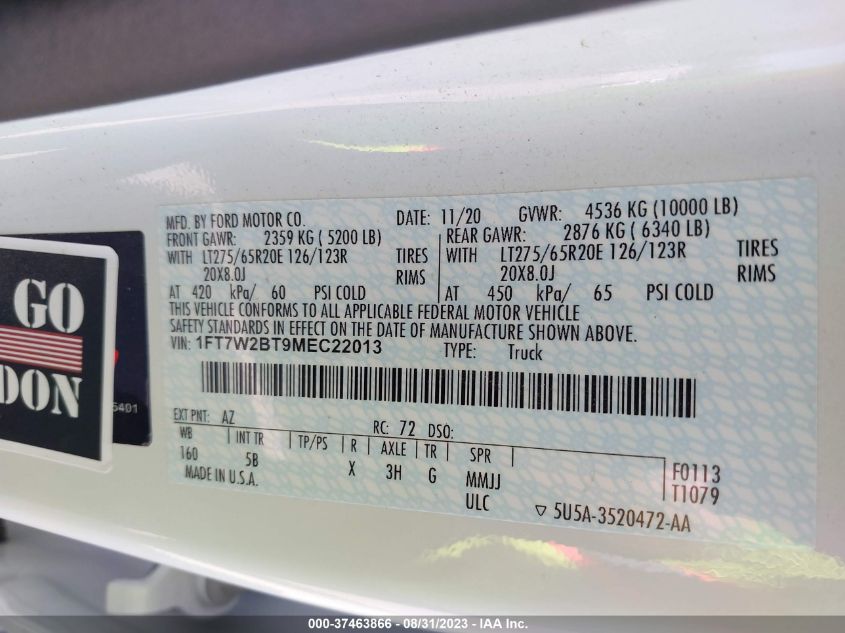 MFD. BY FORD MOTOR CO. DATE: 11/20 GVWR: 4536 KG (10000 LB)
FRONT GAWR: 2359 KG ( 5200 LB) REAR GAWR: 2876 KG ( 6340 LB)
WITH LT275/65R20E 126/123R TIRES WITH LT275/65R20E 126/123R TIRES
20X8.0J RIMS 20X8.0J RIMS
AT 420 kPa/ 60 PSI COLD AT 450 kPa/ 65 PSI COLD
THIS VEHICLE CONFORMS TO ALL APPLICABLE FEDERAL MOTOR VEHICLE
SAFETY STANDARDS IN EFFECT ON THE DATE OF MANUFACTURE SHOWN ABOVE.
VIN: 1FT7W2BT9MEC22013 TYPE: Truck
EXT PNT: AZ RC: 72 DSO:
WB INT TR TP/PS R AXLE TR SPR
160 5B X 3H G MMJJ F0113
MADE IN U.S.A. ULC T1079
5U5A-3520472-AA
GO
DON
5401
000-37463866 - 08/31/2023 - IAA Inc.